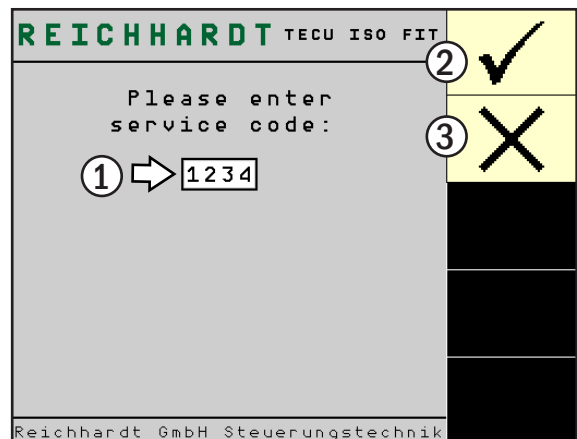 REICHHARDT TECU ISO FIT
2
Please enter
service code:
3
1 1234
Reichhardt GmbH Steuerungstechnik